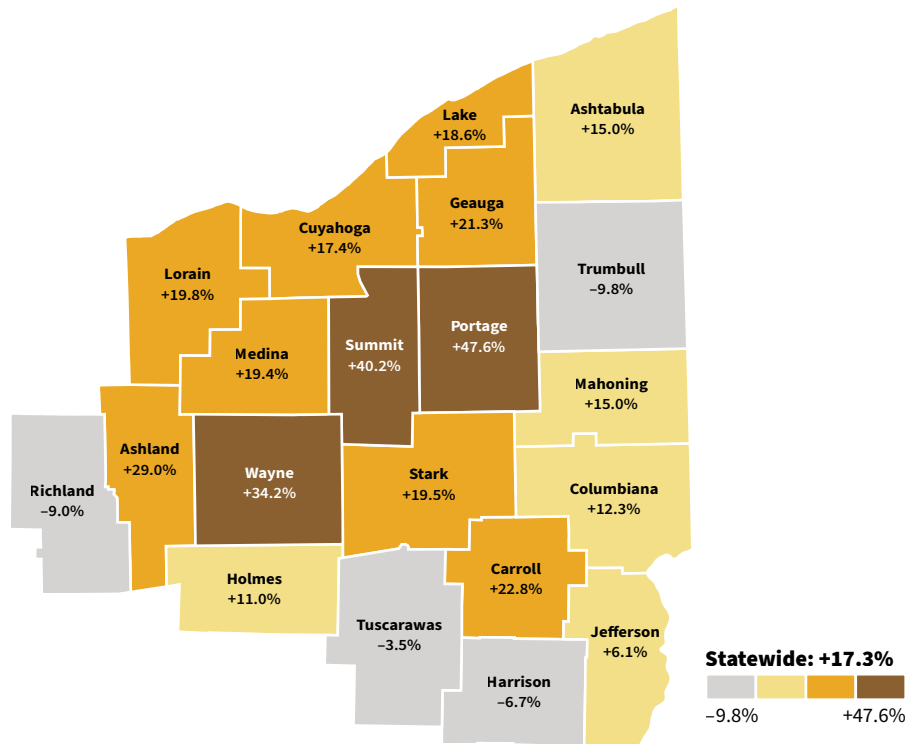 Lake
+18.6%
Ashtabula
+15.0%
Geauga
+21.3%
Cuyahoga
+17.4%
Lorain
+19.8%
Trumbull
–9.8%
Portage
+47.6%
Summit
+40.2%
Medina
+19.4%
Mahoning
+15.0%
Ashland
+29.0%
Wayne
+34.2%
Stark
+19.5%
Richland
–9.0%
Columbiana
+12.3%
Holmes
+11.0%
Carroll
+22.8%
Tuscarawas
–3.5%
Jefferson
+6.1%
Harrison
–6.7%
Statewide: +17.3%
–9.8% +47.6%